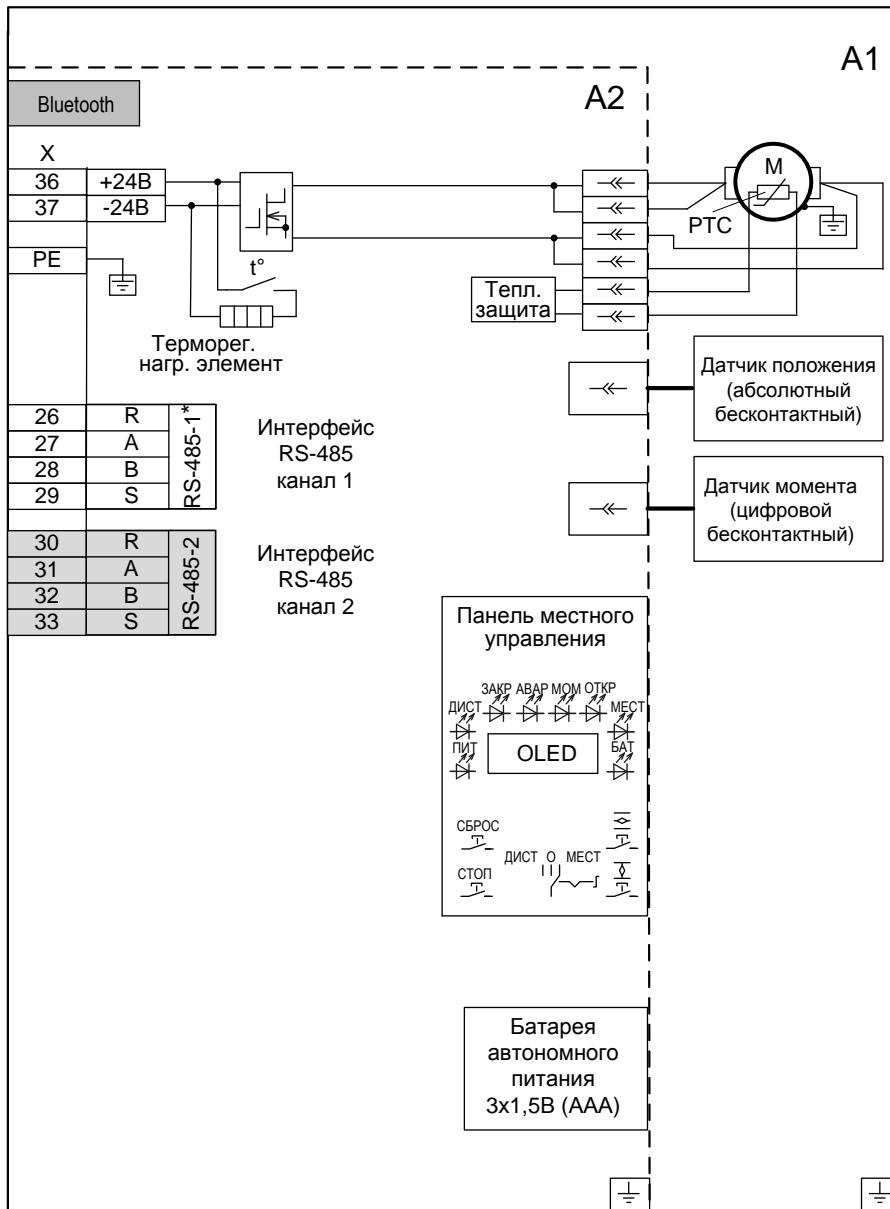 A1
A2
Bluetooth
X
36 +24В
37 -24В
PE
t°
Терморег.
нагр. элемент
Тепл.
защита
M
PTC
Датчик положения
(абсолютный
бесконтактный)
26 R
27 A
28 B
29 S
RS-485-1*
Интерфейс
RS-485
канал 1
Датчик момента
(цифровой
бесконтактный)
30 R
31 A
32 B
33 S
RS-485-2
Интерфейс
RS-485
канал 2
Панель местного
управления
ЗАКР АВАР МОМ ОТКР
ДИСТ МЕСТ
ПИТ OLED БАТ
СБРОС
ДИСТ О МЕСТ
СТОП
Батарея
автономного
питания
3х1,5В (ААА)